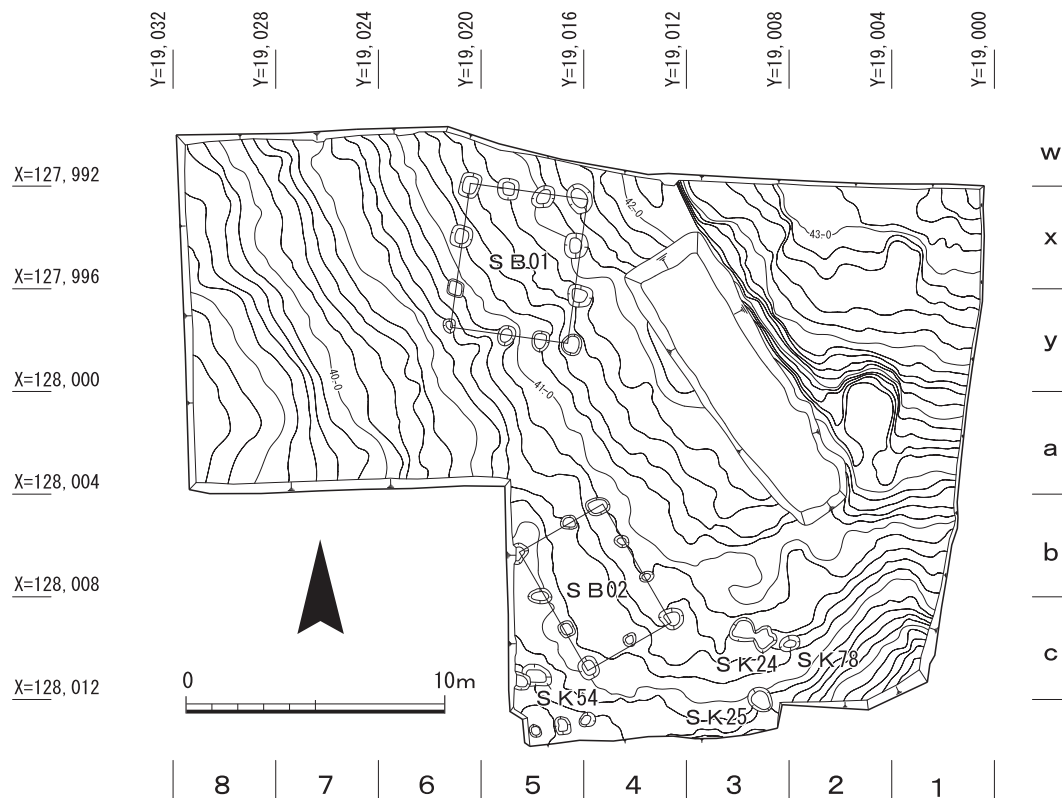 Y=19,032
Y=19,028
Y=19,024
Y=19,020
Y=19,016
Y=19,012
Y=19,008
Y=19,004
Y=19,000
w
X=127,992
42.0
43.0
x
SB01
X=127,996
y
X=128,000
40.0
41.0
a
X=128,004
b
X=128,008
SB02
c
SK24
SK78
0
10m
X=128,012
SK54
SK25
8
7
6
5
4
3
2
1